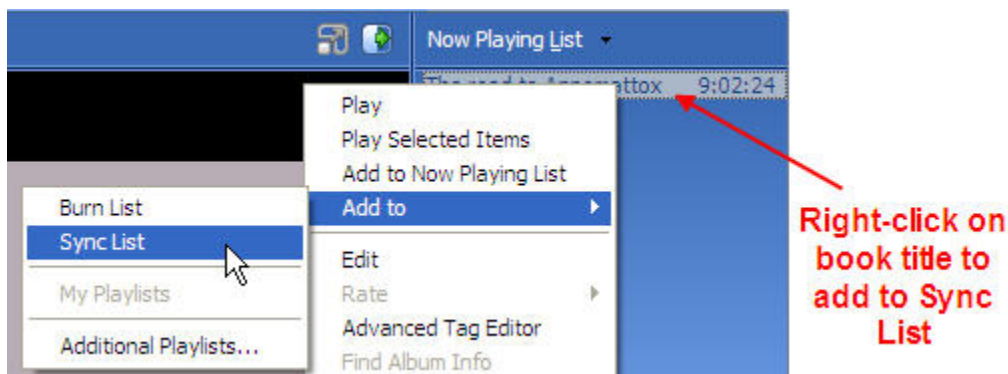 Now Playing List
The road to Appomattox 9:02:24
Play
Play Selected Items
Add to Now Playing List
Add to
Edit
Rate
Advanced Tag Editor
Find Album Info
Burn List
Sync List
My Playlists
Additional Playlists...
Right-click on
book title to
add to Sync
List